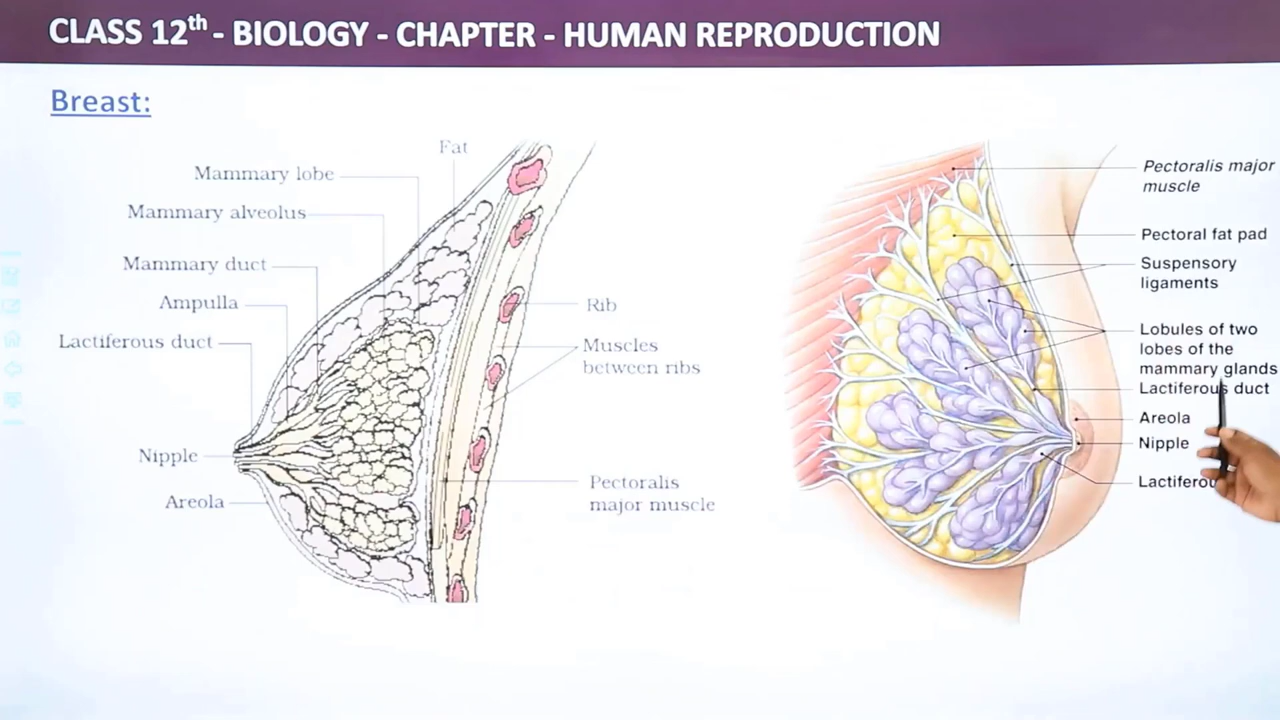 CLASS 12th - BIOLOGY - CHAPTER - HUMAN REPRODUCTION
Breast:
Fat
Mammary lobe
Mammary alveolus
Mammary duct
Ampulla
Lactiferous duct
Nipple
Areola
Rib
Muscles
between ribs
Pectoralis
major muscle
Pectoralis major
muscle
Pectoral fat pad
Suspensory
ligaments
Lobules of two
lobes of the
mammary glands
Lactiferous duct
Areola
Nipple